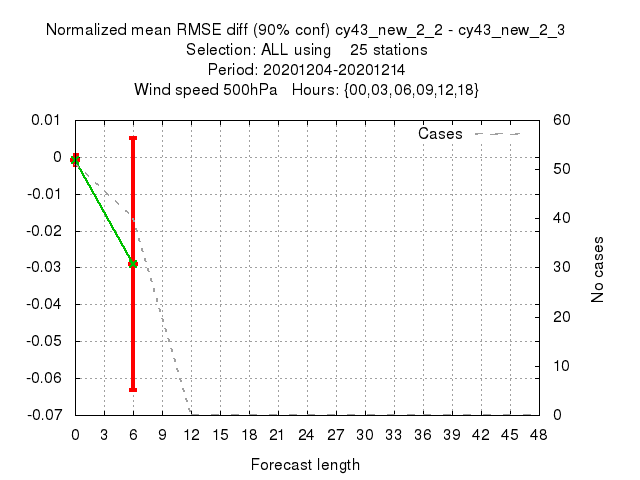 Normalized mean RMSE diff (90% conf) cy43_new_2_2 - cy43_new_2_3
Selection: ALL using    25 stations
Period: 20201204-20201214
Wind speed 500hPa   Hours: {00,03,06,09,12,18}
Cases
0.01
0
-0.01
-0.02
-0.03
-0.04
-0.05
-0.06
-0.07
60
50
40
30
20
10
0
No cases
0 3 6 9 12 15 18 21 24 27 30 33 36 39 42 45 48
Forecast length